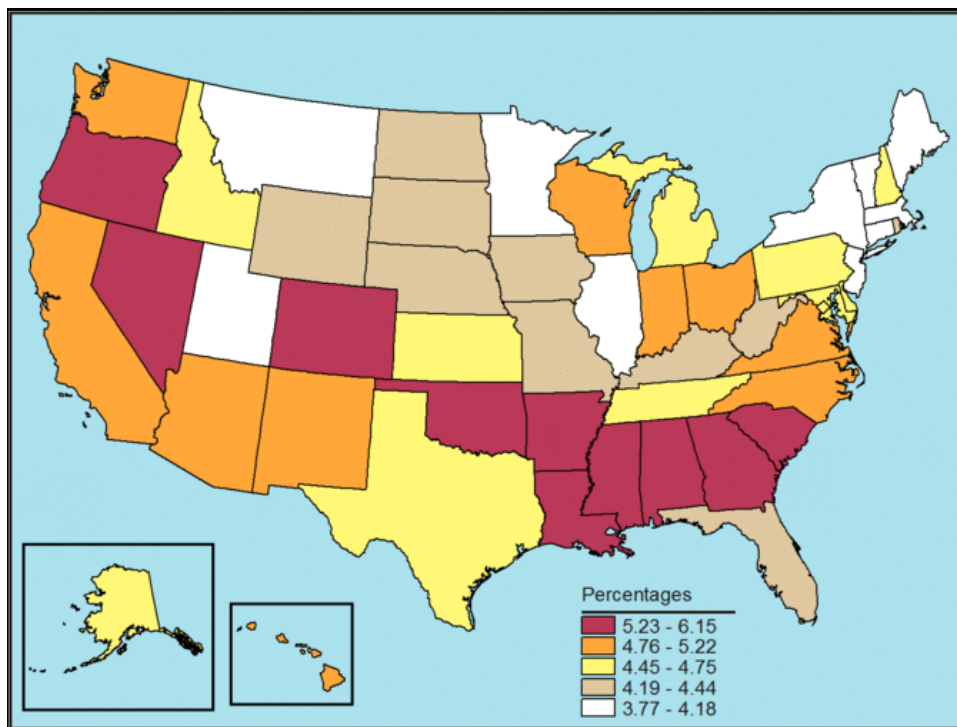 Percentages
5.23 - 6.15
4.76 - 5.22
4.45 - 4.75
4.19 - 4.44
3.77 - 4.18